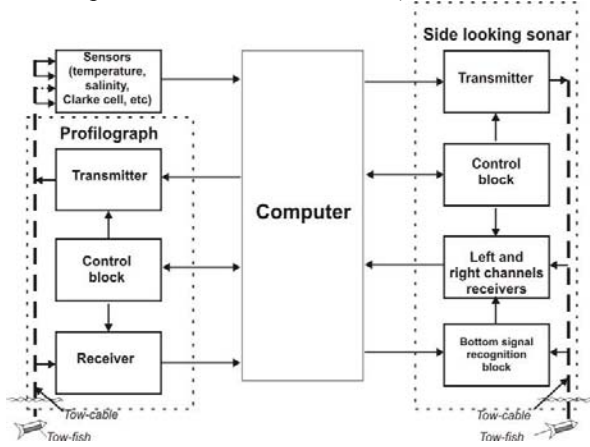 Side looking sonar
Sensors
(temperature,
salinity,
Clarke cell, etc)
Transmitter
Profilograph
Transmitter
Control
block
Computer
Control
block
Left and
right channels
receivers
Receiver
Bottom signal
recognition
block
Tow-cable
Tow-fish
Tow-cable
Tow-fish